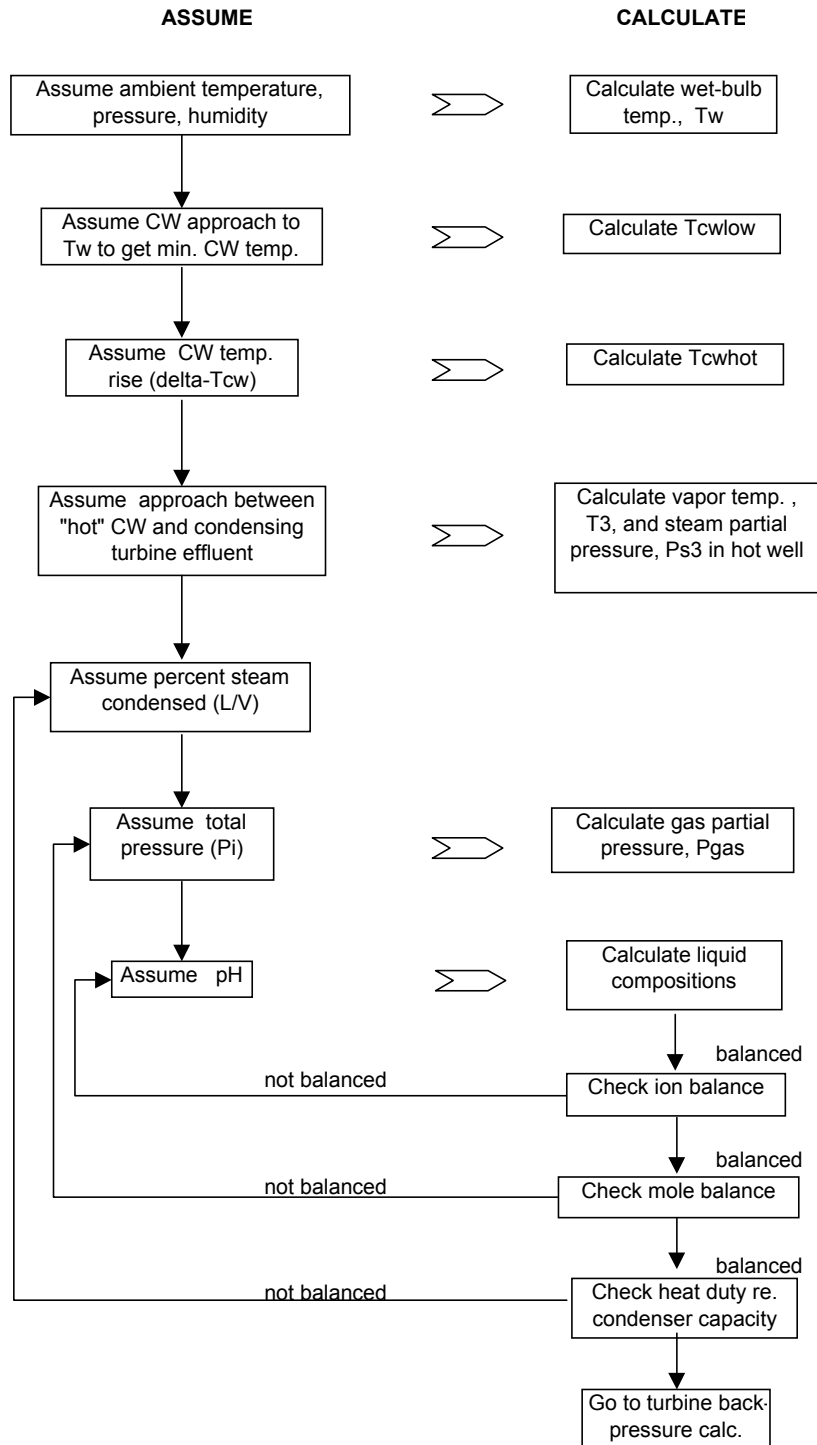 ASSUME
CALCULATE
Assume ambient temperature,
pressure, humidity
Calculate wet-bulb
temp., Tw
Assume CW approach to
Tw to get min. CW temp.
Calculate Tcwlow
Assume CW temp.
rise (delta-Tcw)
Calculate Tcwhot
Assume approach between
"hot" CW and condensing
turbine effluent
Calculate vapor temp. ,
T3, and steam partial
pressure, Ps3 in hot well
Assume percent steam
condensed (L/V)
Assume total
pressure (Pi)
Calculate gas partial
pressure, Pgas
Assume pH
Calculate liquid
compositions
balanced
not balanced
Check ion balance
balanced
not balanced
Check mole balance
balanced
not balanced
Check heat duty re.
condenser capacity
Go to turbine back-
pressure calc.